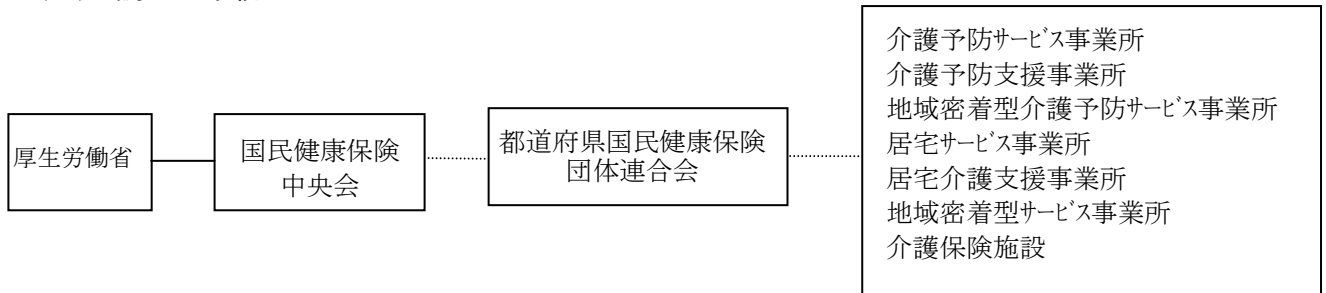 厚生労働省
国民健康保険
中央会
都道府県国民健康保険
団体連合会
介護予防ｻｰﾋﾞｽ事業所
介護予防支援事業所
地域密着型介護予防ｻｰﾋﾞｽ事業所
居宅ｻｰﾋﾞｽ事業所
居宅介護支援事業所
地域密着型ｻｰﾋﾞｽ事業所
介護保険施設